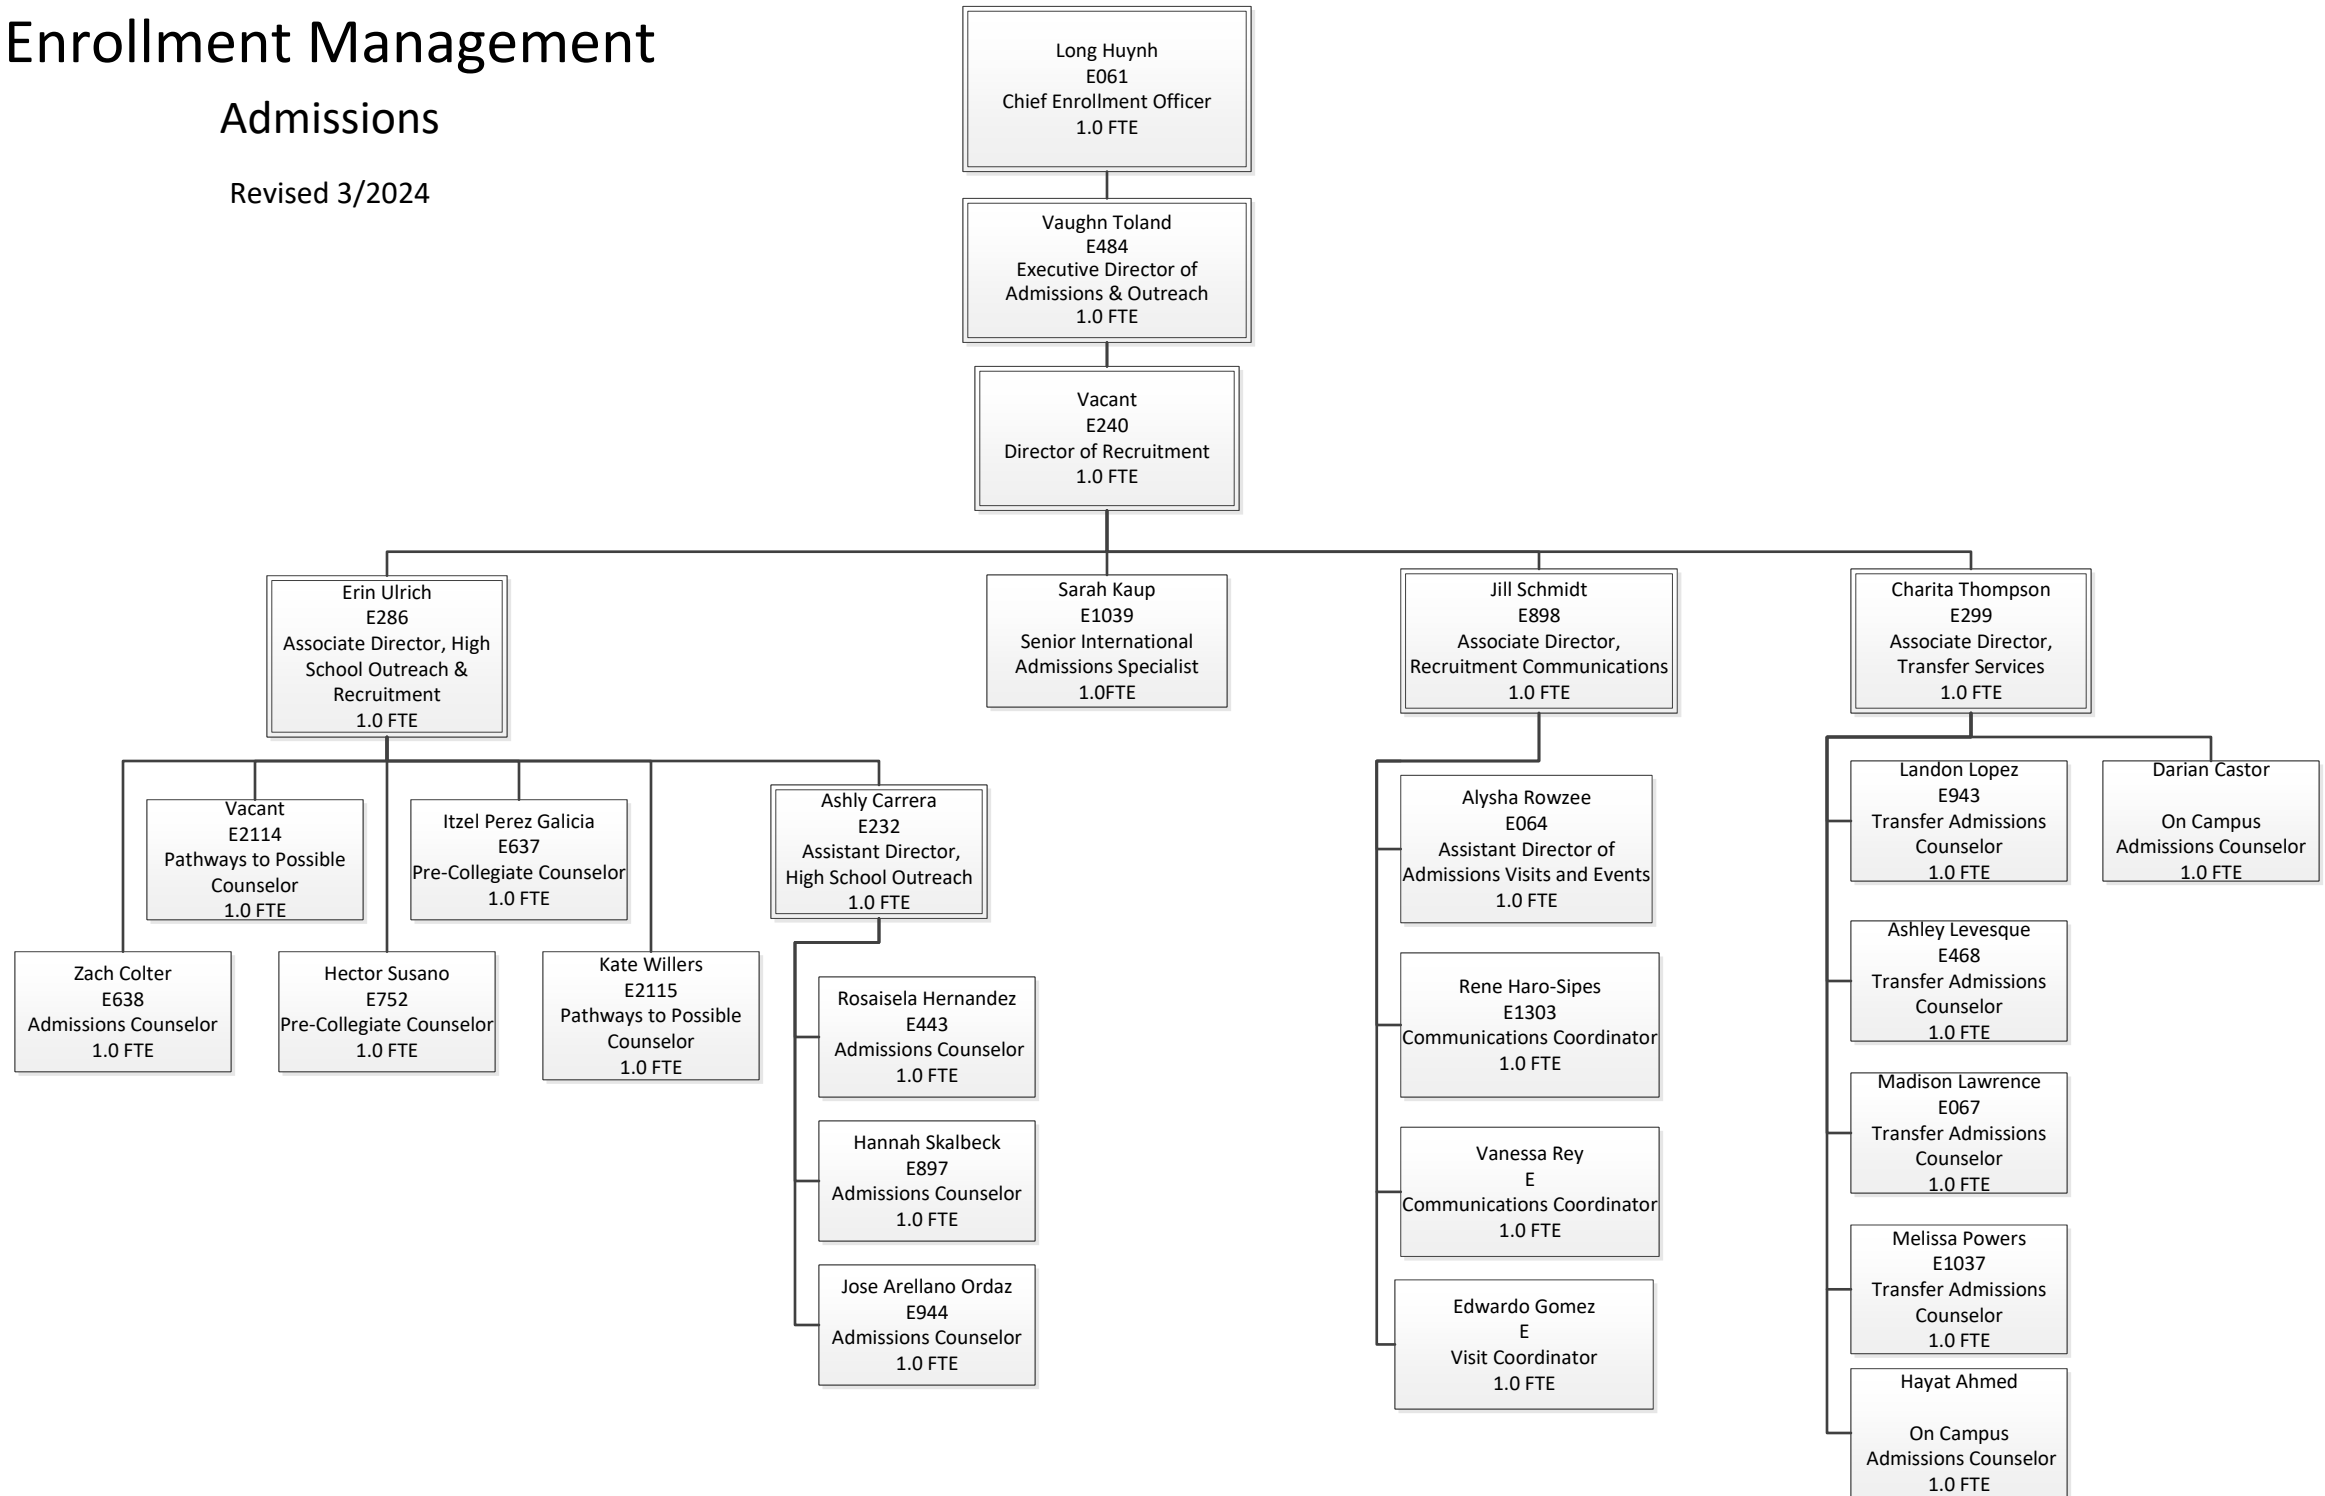 Enrollment Management
Admissions
Revised 3/2024
Long Huynh
E061
Chief Enrollment Officer
1.0 FTE
Vaughn Toland
E484
Executive Director of
Admissions & Outreach
1.0 FTE
Vacant
E240
Director of Recruitment
1.0 FTE
Erin Ulrich
E286
Associate Director, High
School Outreach &
Recruitment
1.0 FTE
Sarah Kaup
E1039
Senior International
Admissions Specialist
1.0FTE
Jill Schmidt
E898
Associate Director,
Recruitment Communications
1.0 FTE
Charita Thompson
E299
Associate Director,
Transfer Services
1.0 FTE
Vacant
E2114
Pathways to Possible
Counselor
1.0 FTE
Itzel Perez Galicia
E637
Pre-Collegiate Counselor
1.0 FTE
Ashly Carrera
E232
Assistant Director,
High School Outreach
1.0 FTE
Zach Colter
E638
Admissions Counselor
1.0 FTE
Hector Susano
E752
Pre-Collegiate Counselor
1.0 FTE
Kate Willers
E2115
Pathways to Possible
Counselor
1.0 FTE
Rosaisela Hernandez
E443
Admissions Counselor
1.0 FTE
Hannah Skalbeck
E897
Admissions Counselor
1.0 FTE
Jose Arellano Ordaz
E944
Admissions Counselor
1.0 FTE
Alysha Rowzee
E064
Assistant Director of
Admissions Visits and Events
1.0 FTE
Rene Haro-Sipes
E1303
Communications Coordinator
1.0 FTE
Vanessa Rey
E
Communications Coordinator
1.0 FTE
Edwardo Gomez
E
Visit Coordinator
1.0 FTE
Landon Lopez
E943
Transfer Admissions
Counselor
1.0 FTE
Darian Castor
On Campus
Admissions Counselor
1.0 FTE
Ashley Levesque
E468
Transfer Admissions
Counselor
1.0 FTE
Madison Lawrence
E067
Transfer Admissions
Counselor
1.0 FTE
Melissa Powers
E1037
Transfer Admissions
Counselor
1.0 FTE
Hayat Ahmed
On Campus
Admissions Counselor
1.0 FTE